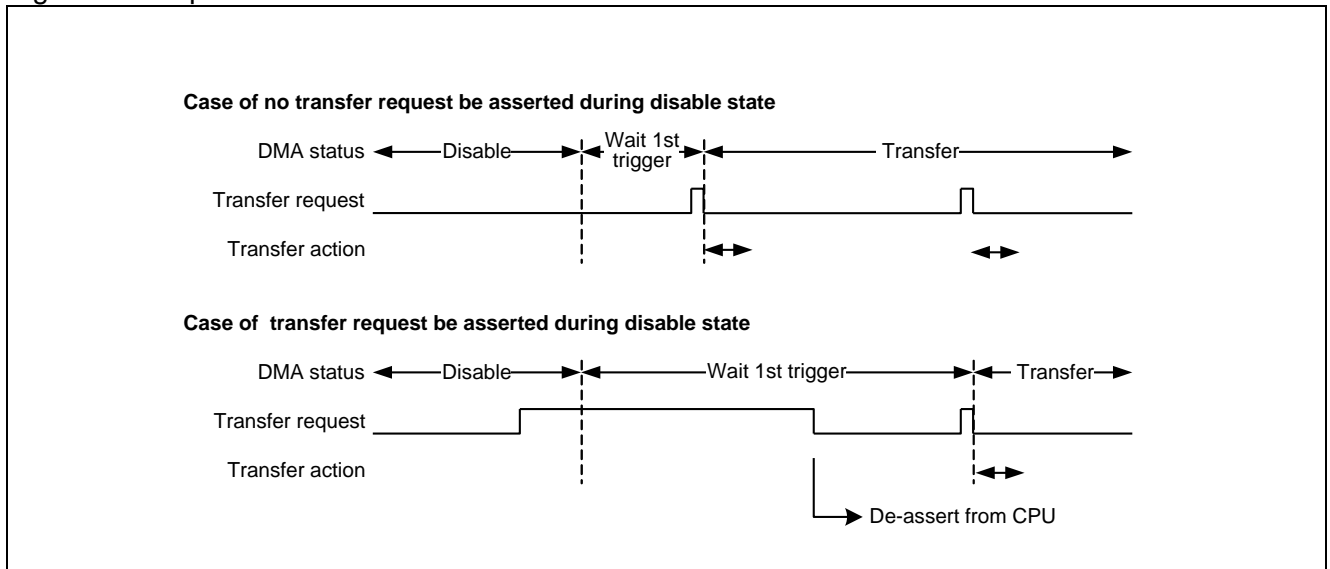 Case of no transfer request be asserted during disable state
DMA status Disable Wait 1st trigger Transfer
Transfer request
Transfer action
Case of transfer request be asserted during disable state
DMA status Disable Wait 1st trigger Transfer
Transfer request
Transfer action
De-assert from CPU